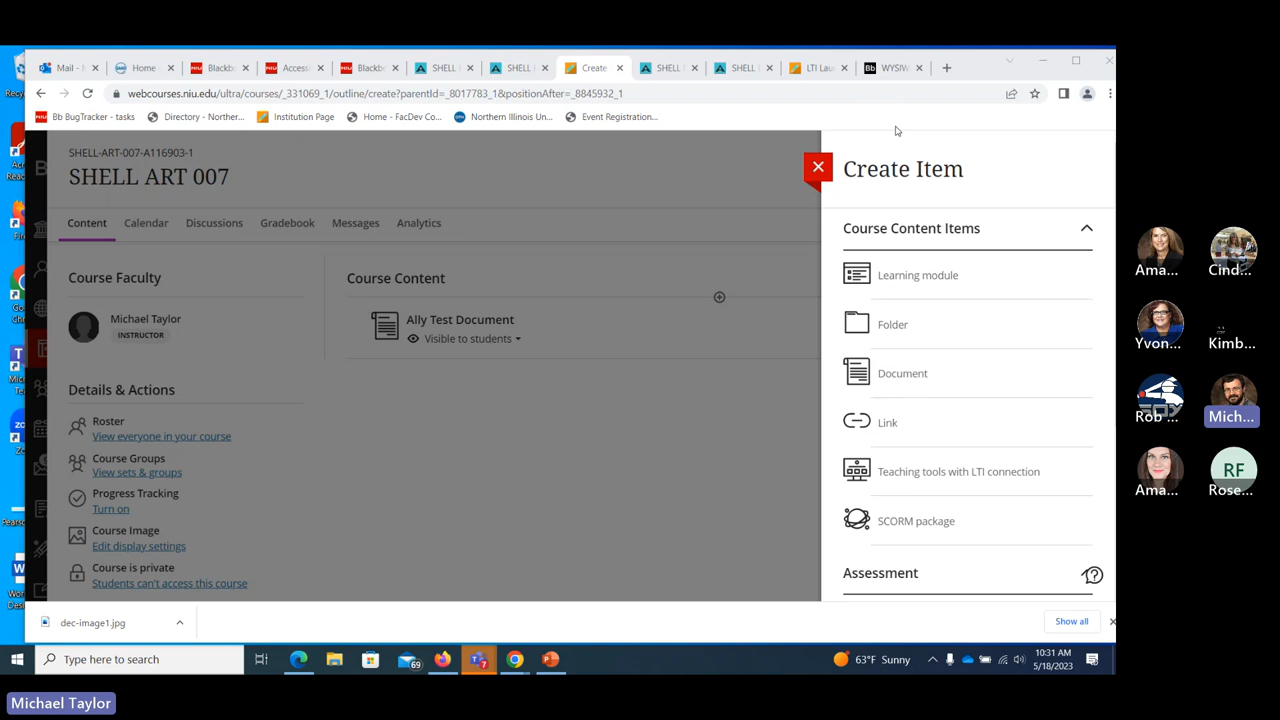 Mail -
Home -
Blackb
Access
Blackb
SHELL
SHELL
Create
SHELL
SHELL
LTI Lau
WYSIW
webcourses.niu.edu/ultra/courses/_331069_1/outline/create?parentId=_8017783_1&positionAfter=_8845932_1
Bb BugTracker - tasks
Directory - Norther...
Institution Page
Home - FacDev Co...
Northern Illinois Un...
Event Registration...
SHELL-ART-007-A116903-1
SHELL ART 007
Content
Calendar
Discussions
Gradebook
Messages
Analytics
Course Faculty
Michael Taylor
INSTRUCTOR
Details & Actions
Roster
View everyone in your course
Course Groups
View sets & groups
Progress Tracking
Turn on
Course Image
Edit display settings
Course is private
Students can't access this course
Course Content
Ally Test Document
Visible to students
Create Item
Course Content Items
Learning module
Folder
Document
Link
Teaching tools with LTI connection
SCORM package
Assessment
dec-image1.jpg
Show all
Type here to search
69
7
63°F Sunny
10:31 AM
5/18/2023
Ama...
Cind...
Yvon...
Kimb...
Rob ...
Mich...
Ama...
RF
Rose...
Michael Taylor